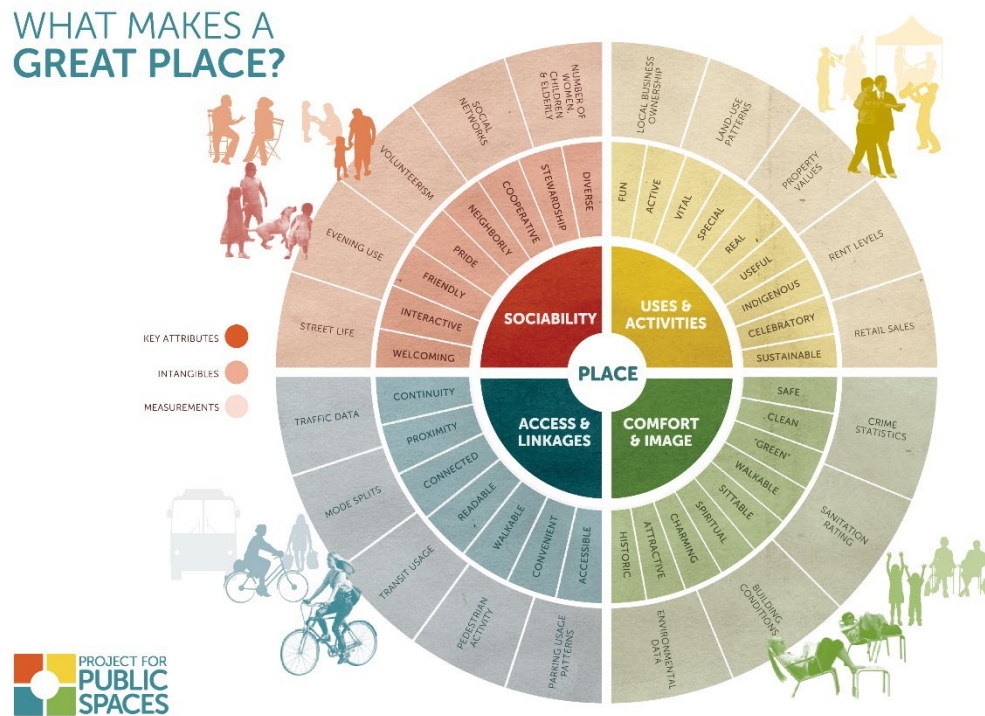 WHAT MAKES A
GREAT PLACE?
NUMBER OF
WOMEN,
CHILDREN
& ELDERLY
SOCIAL
NETWORKS
VOLUNTEERISM
EVENING USE
STREET LIFE
LOCAL BUSINESS
OWNERSHIP
LAND-USE
PATTERNS
PROPERTY
VALUES
RENT LEVELS
RETAIL SALES
DIVERSE
STEWARDSHIP
COOPERATIVE
NEIGHBORLY
PRIDE
FRIENDLY
INTERACTIVE
WELCOMING
FUN
ACTIVE
VITAL
SPECIAL
REAL
USEFUL
INDIGENOUS
CELEBRATORY
SUSTAINABLE
SOCIABILITY
USES &
ACTIVITIES
PLACE
ACCESS &
LINKAGES
COMFORT
& IMAGE
KEY ATTRIBUTES
INTANGIBLES
MEASUREMENTS
CONTINUITY
PROXIMITY
CONNECTED
READABLE
WALKABLE
CONVENIENT
ACCESSIBLE
SAFE
CLEAN
"GREEN"
WALKABLE
SITTABLE
SPIRITUAL
CHARMING
ATTRACTIVE
HISTORIC
TRAFFIC DATA
MODE SPLITS
TRANSIT USAGE
PEDESTRIAN
ACTIVITY
PARKING USAGE
PATTERNS
CRIME
STATISTICS
SANITATION
RATING
BUILDING
CONDITIONS
ENVIRONMENTAL
DATA
PROJECT FOR
PUBLIC
SPACES